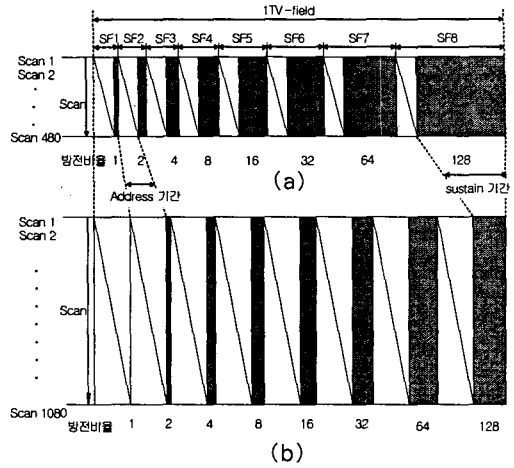 1TV-field
SF1 SF2 SF3 SF4 SF5 SF6 SF7 SF8
Scan 1
Scan 2
Scan
Scan 480
방전비율 1 2 4 8 16 32 64 128
(a)
Address 기간
sustain 기간
Scan 1
Scan 2
Scan
Scan 1080
방전비율 1 2 4 8 16 32 64 128
(b)